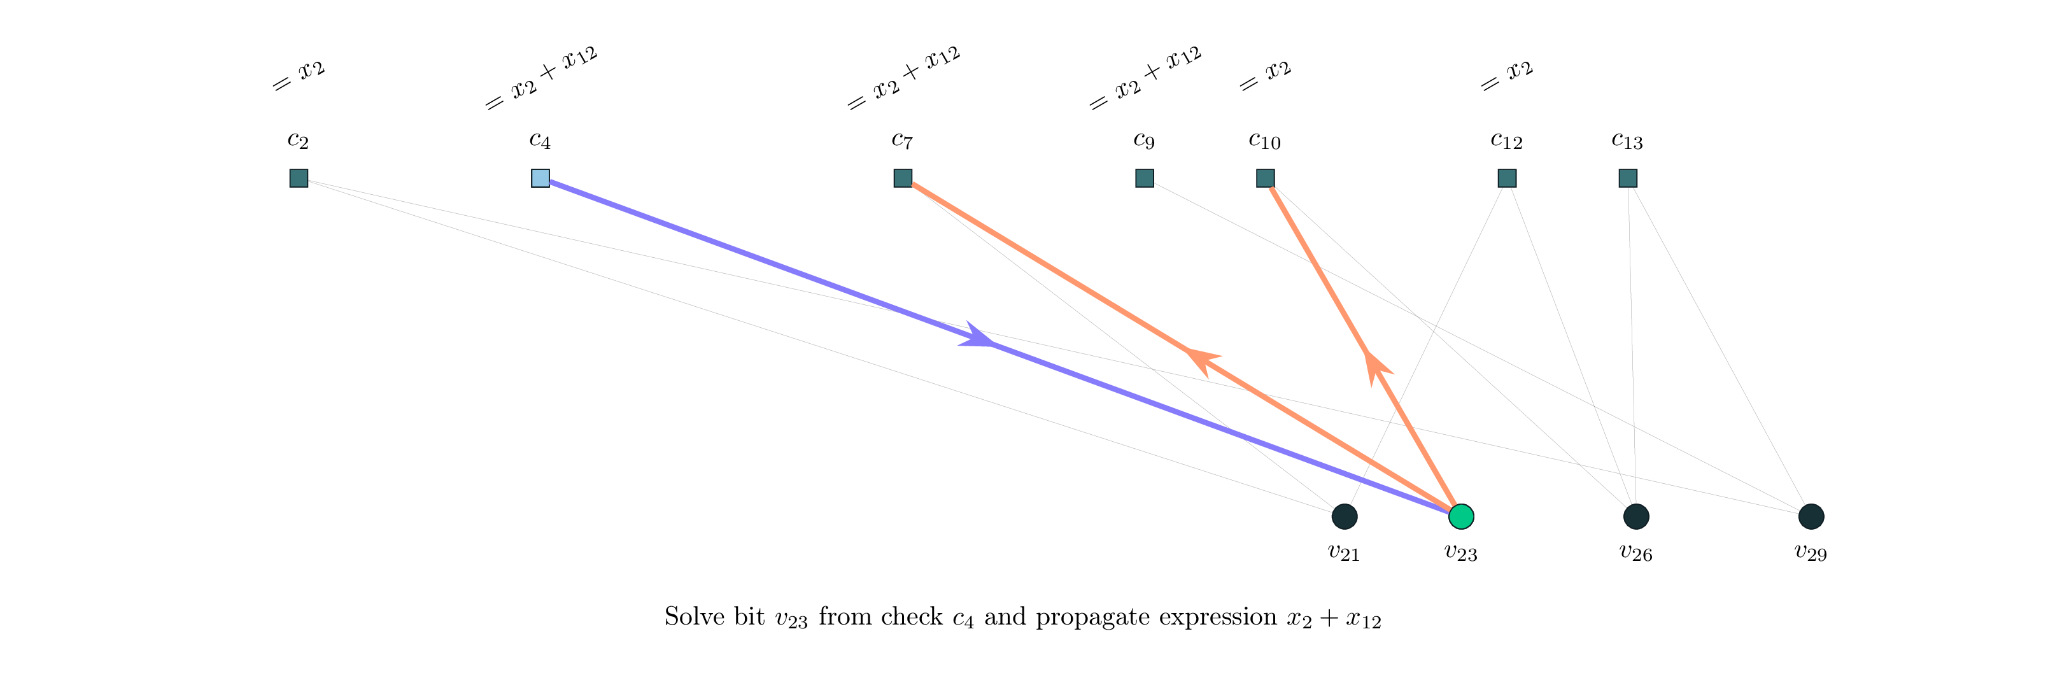 = x₂ = x₂ + x₁₂ = x₂ + x₁₂ = x₂ + x₁₂ = x₂ = x₂
c₂ c₄ c₇ c₉ c₁₀ c₁₂ c₁₃
v₂₁ v₂₃ v₂₆ v₂₉
Solve bit v₂₃ from check c₄ and propagate expression x₂ + x₁₂